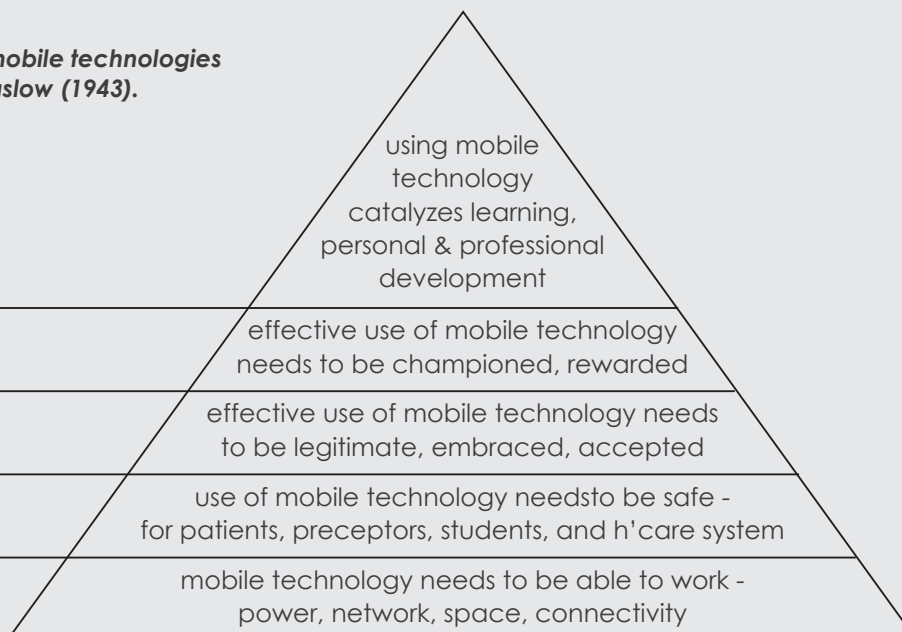 mobile technologies
aslow (1943).
using mobile
technology
catalyzes learning,
personal & professional
development
effective use of mobile technology
needs to be championed, rewarded
effective use of mobile technology needs
to be legitimate, embraced, accepted
use of mobile technology needsto be safe -
for patients, preceptors, students, and h'care system
mobile technology needs to be able to work -
power, network, space, connectivity